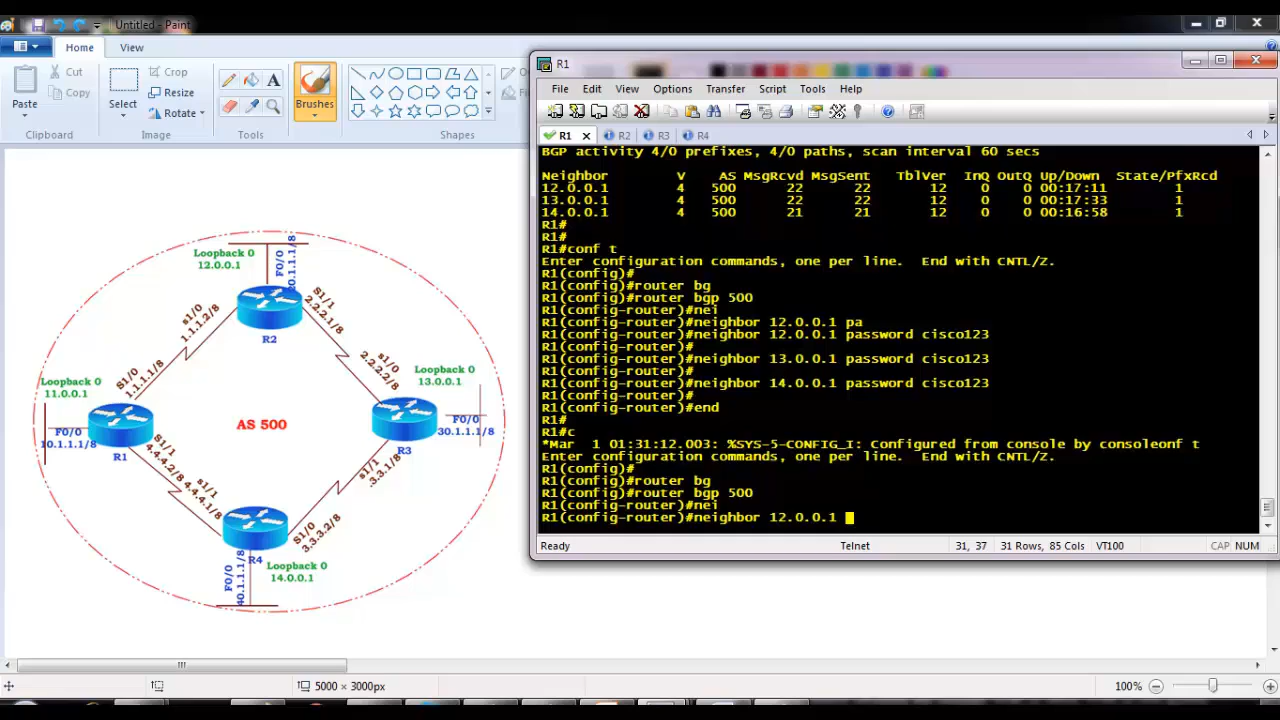 Untitled - Paint
Home
View
Paste
Cut
Copy
Clipboard
Select
Crop
Resize
Rotate
Image
Tools
Brushes
Shapes
Loopback 0
12.0.0.1
F0/0
20.1.1.1/8
R2
s1/0
1.1.1.2/8
S1/0
1.1.1.1/8
S1/1
2.2.2.1/8
s1/0
2.2.2.2/8
Loopback 0
11.0.0.1
F0/0
10.1.1.1/8
R1
AS 500
Loopback 0
13.0.0.1
F0/0
30.1.1.1/8
R3
S1/1
4.4.4.2/8
s1/1
4.4.4.1/8
s1/1
.3.3.1/8
S1/0
3.3.3.2/8
R4
Loopback 0
14.0.0.1
F0/0
40.1.1.1/8
5000 × 3000px
100%
R1
File Edit View Options Transfer Script Tools Help
R1 R2 R3 R4
BGP activity 4/0 prefixes, 4/0 paths, scan interval 60 secs
Neighbor V AS MsgRcvd MsgSent TblVer InQ OutQ Up/Down State/PfxRcd
12.0.0.1 4 500 22 22 12 0 0 00:17:11 1
13.0.0.1 4 500 22 22 12 0 0 00:17:33 1
14.0.0.1 4 500 21 21 12 0 0 00:16:58 1
R1#
R1#
R1#conf t
Enter configuration commands, one per line. End with CNTL/Z.
R1(config)#
R1(config)#router bg
R1(config)#router bgp 500
R1(config-router)#nei
R1(config-router)#neighbor 12.0.0.1 pa
R1(config-router)#neighbor 12.0.0.1 password cisco123
R1(config-router)#
R1(config-router)#neighbor 13.0.0.1 password cisco123
R1(config-router)#
R1(config-router)#neighbor 14.0.0.1 password cisco123
R1(config-router)#
R1(config-router)#end
R1#
R1#c
*Mar 1 01:31:12.003: %SYS-5-CONFIG_I: Configured from console by consoleonf t
Enter configuration commands, one per line. End with CNTL/Z.
R1(config)#
R1(config)#router bg
R1(config)#router bgp 500
R1(config-router)#nei
R1(config-router)#neighbor 12.0.0.1
Ready Telnet 31, 37 31 Rows, 85 Cols VT100 CAP NUM